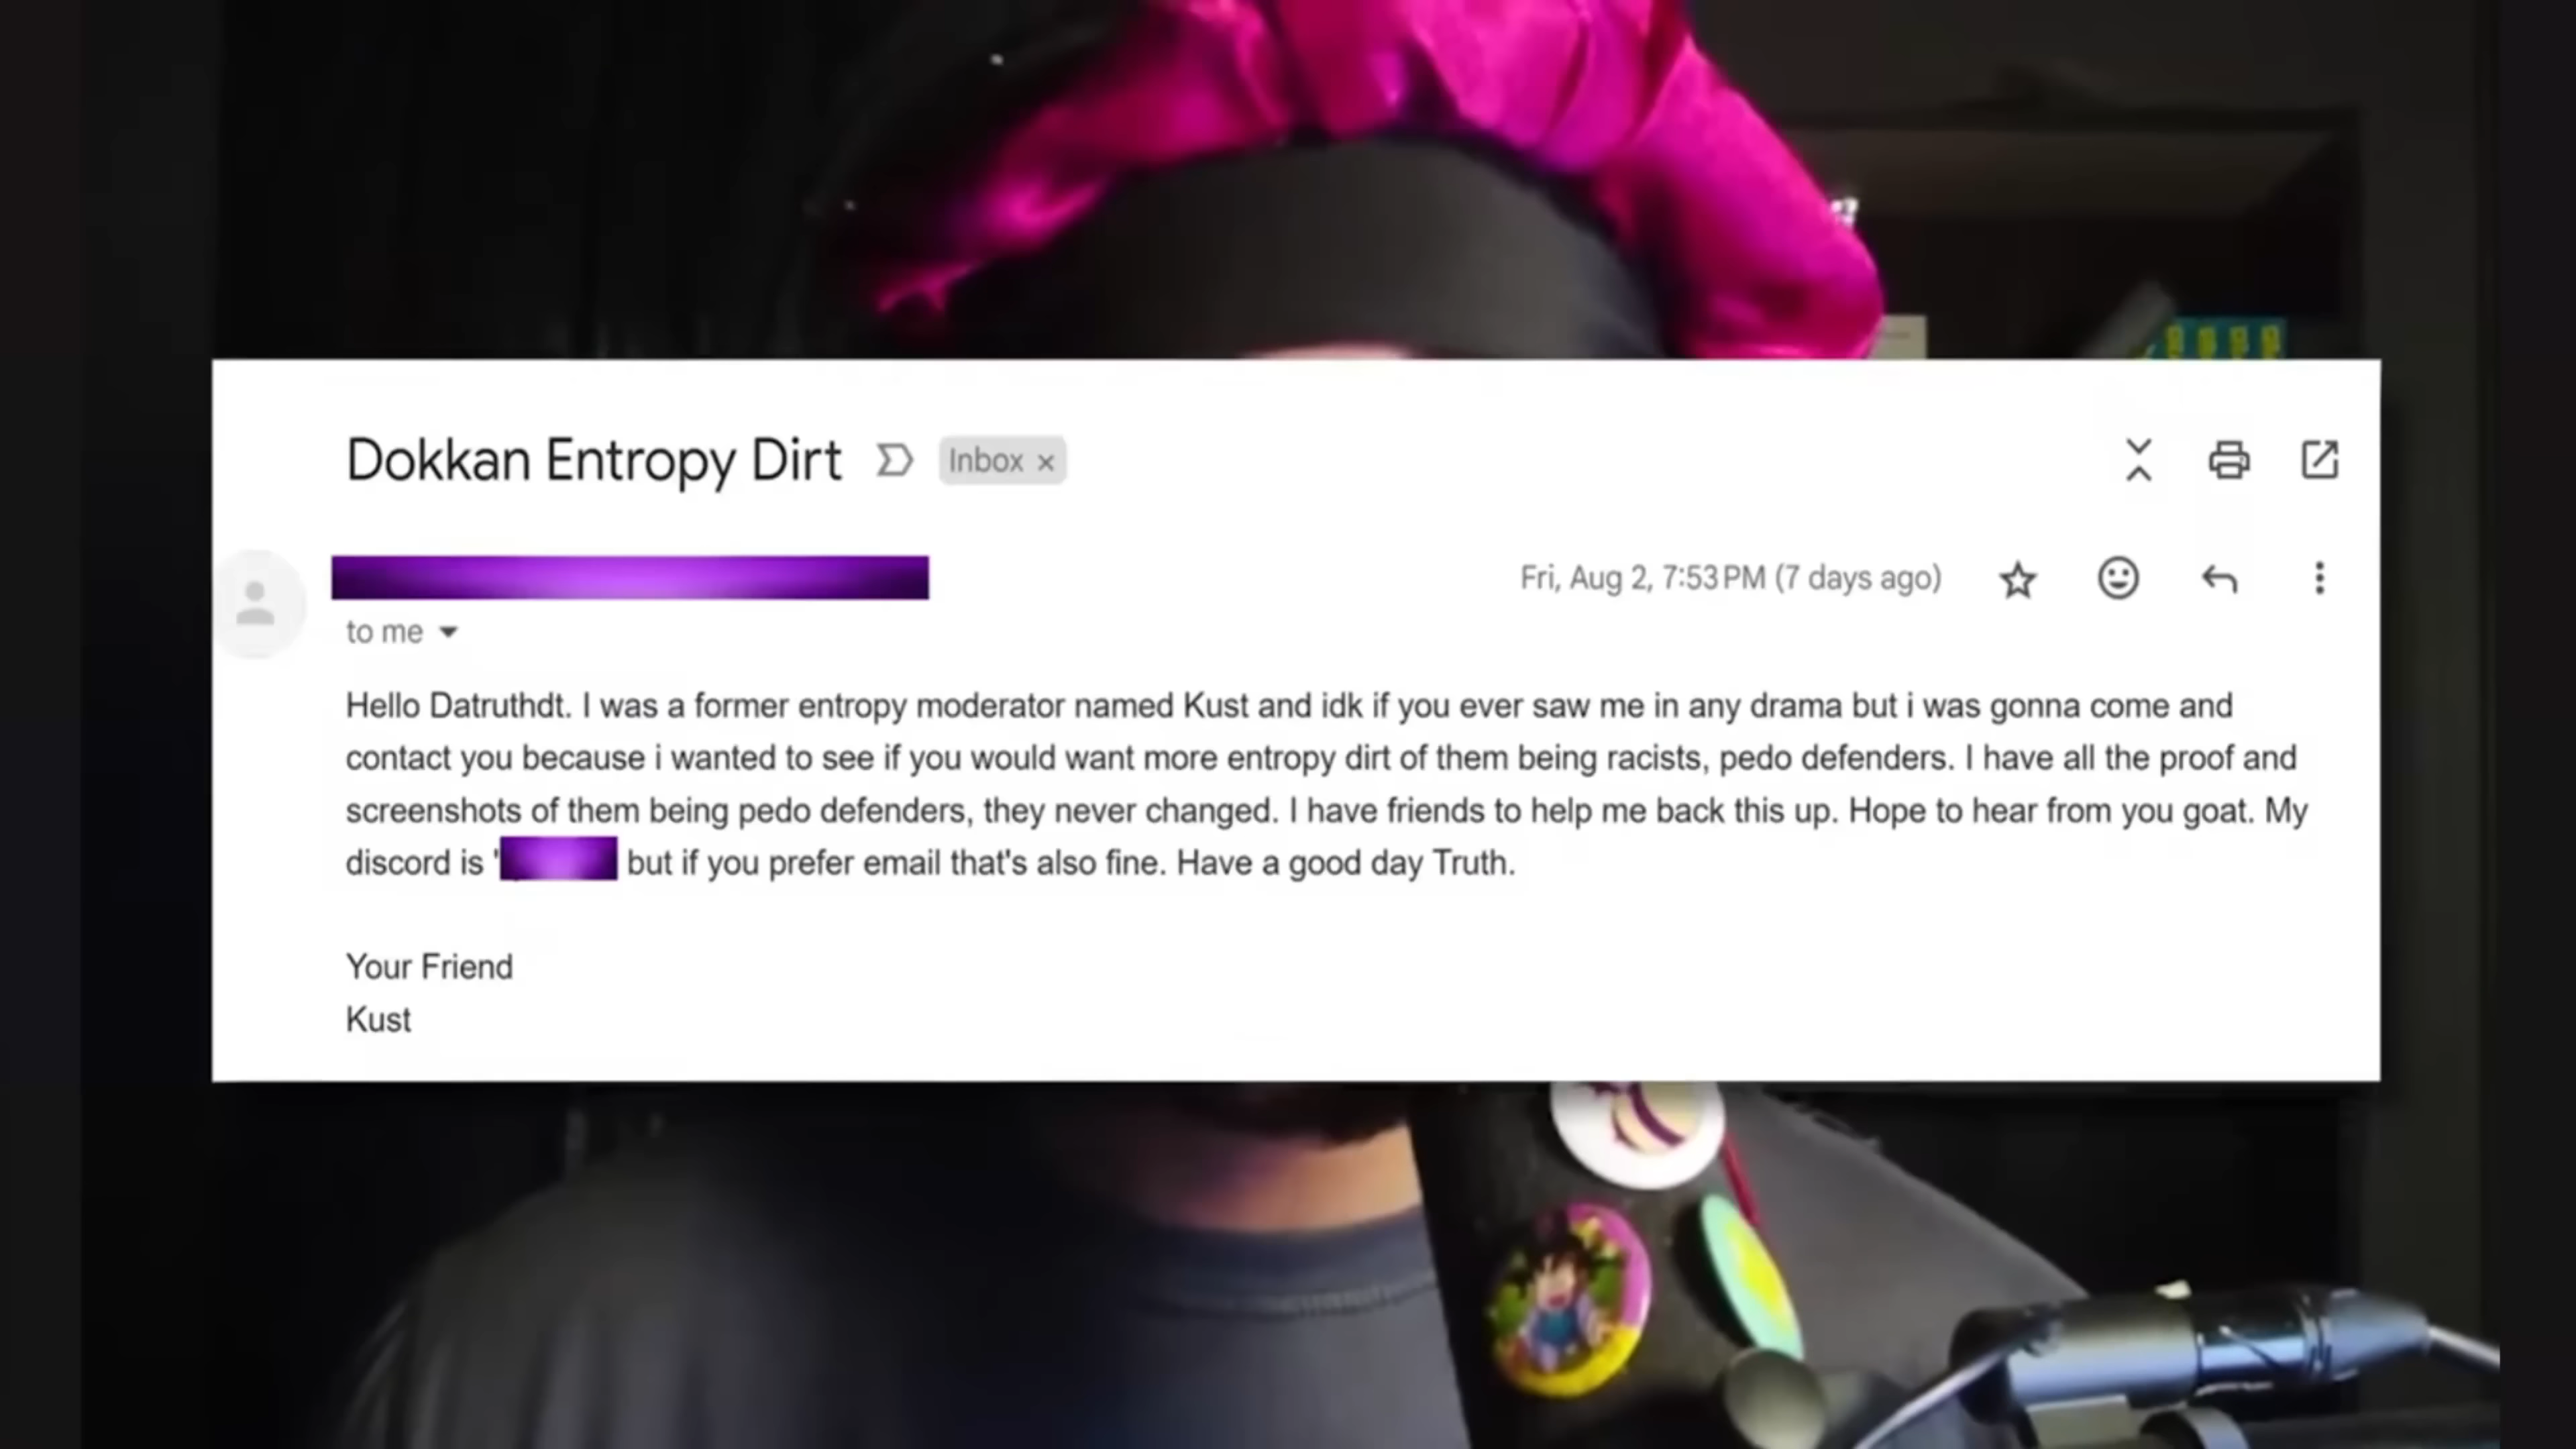 Dokkan Entropy Dirt Inbox ×
Fri, Aug 2, 7:53 PM (7 days ago)
to me
Hello Datruthdt. I was a former entropy moderator named Kust and idk if you ever saw me in any drama but i was gonna come and
contact you because i wanted to see if you would want more entropy dirt of them being racists, pedo defenders. I have all the proof and
screenshots of them being pedo defenders, they never changed. I have friends to help me back this up. Hope to hear from you goat. My
discord is ' but if you prefer email that's also fine. Have a good day Truth.
Your Friend
Kust